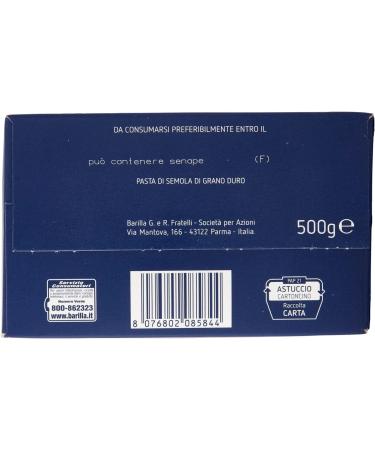 DA CONSUMARSI PREFERIBILMENTE ENTRO IL
può contenere senape (F)
PASTA DI SEMOLA DI GRANO DURO
Barilla G. e R. Fratelli - Società per Azioni
Via Mantova, 166 - 43122 Parma - Italia.
500g e
Servizio
Consumatori
Numero Verde
800-862323
www.barilla.it
8 076802 085844
PAP 21
ASTUCCIO
CARTONCINO
Raccolta
CARTA